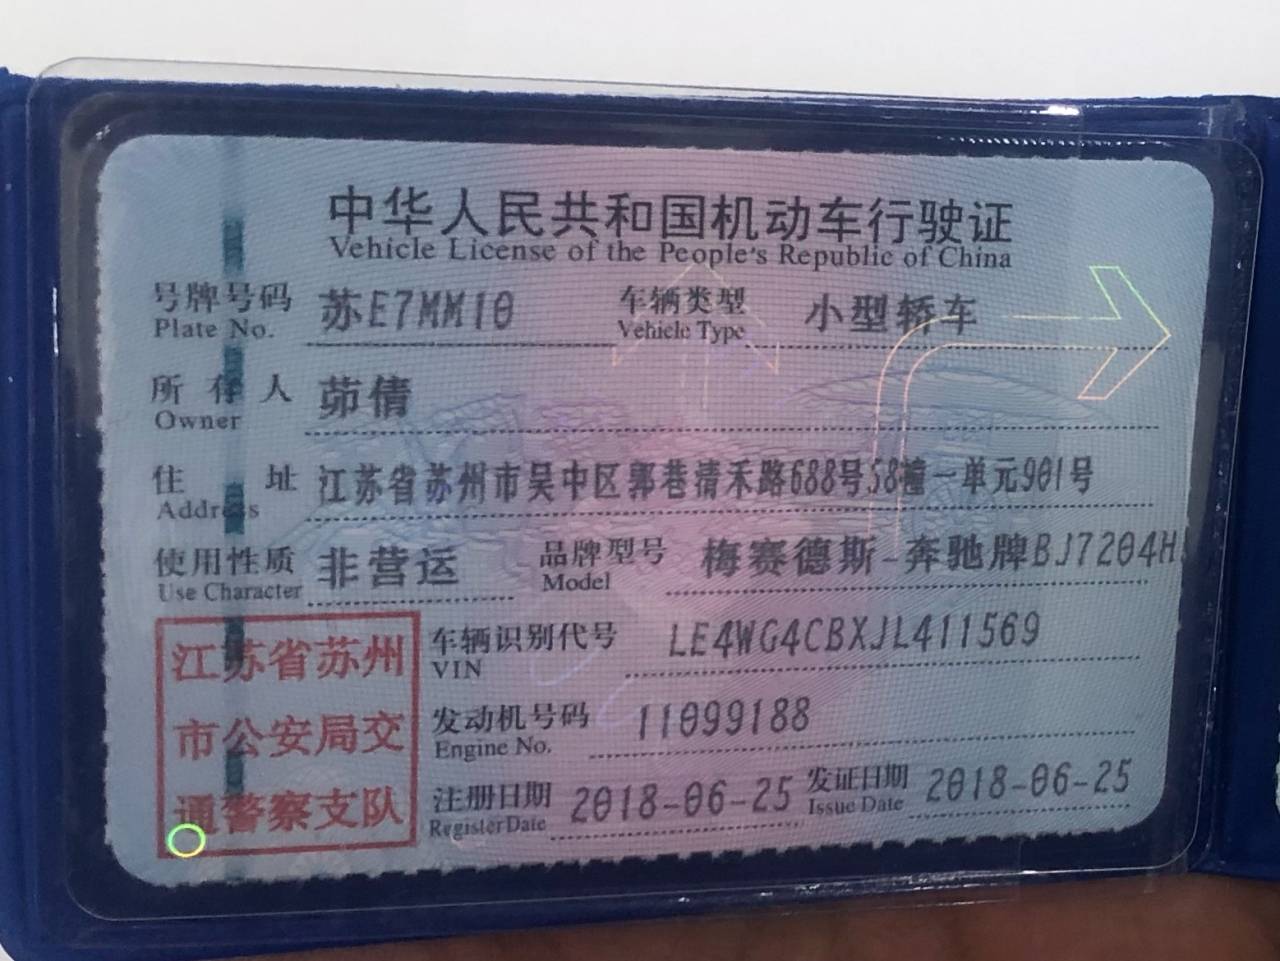 中华人民共和国机动车行驶证
Vehicle License of the People's Republic of China
号牌号码 苏E7MM10 车辆类型 小型轿车
Plate No. Vehicle Type
所有人 茆倩
Owner
住址 江苏省苏州市吴中区郭巷清禾路688号58幢一单元901号
Address
使用性质 非营运 品牌型号 梅赛德斯-奔驰牌BJ7204H
Use Character Model
江苏省苏州
市公安局交
通警察支队
车辆识别代号 LE4WG4CBXJL411569
VIN
发动机号码 11099188
Engine No.
注册日期 2018-06-25 发证日期 2018-06-25
Register Date Issue Date